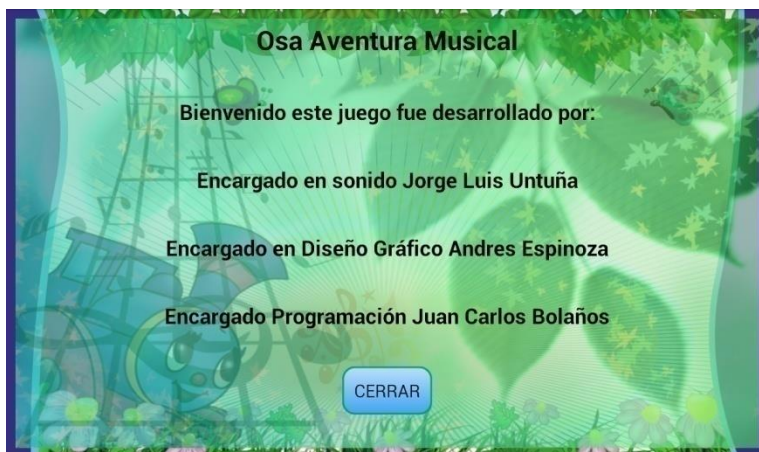 Osa Aventura Musical
Bienvenido este juego fue desarrollado por:
Encargado en sonido Jorge Luis Untuña
Encargado en Diseño Gráfico Andres Espinoza
Encargado Programación Juan Carlos Bolaños
CERRAR